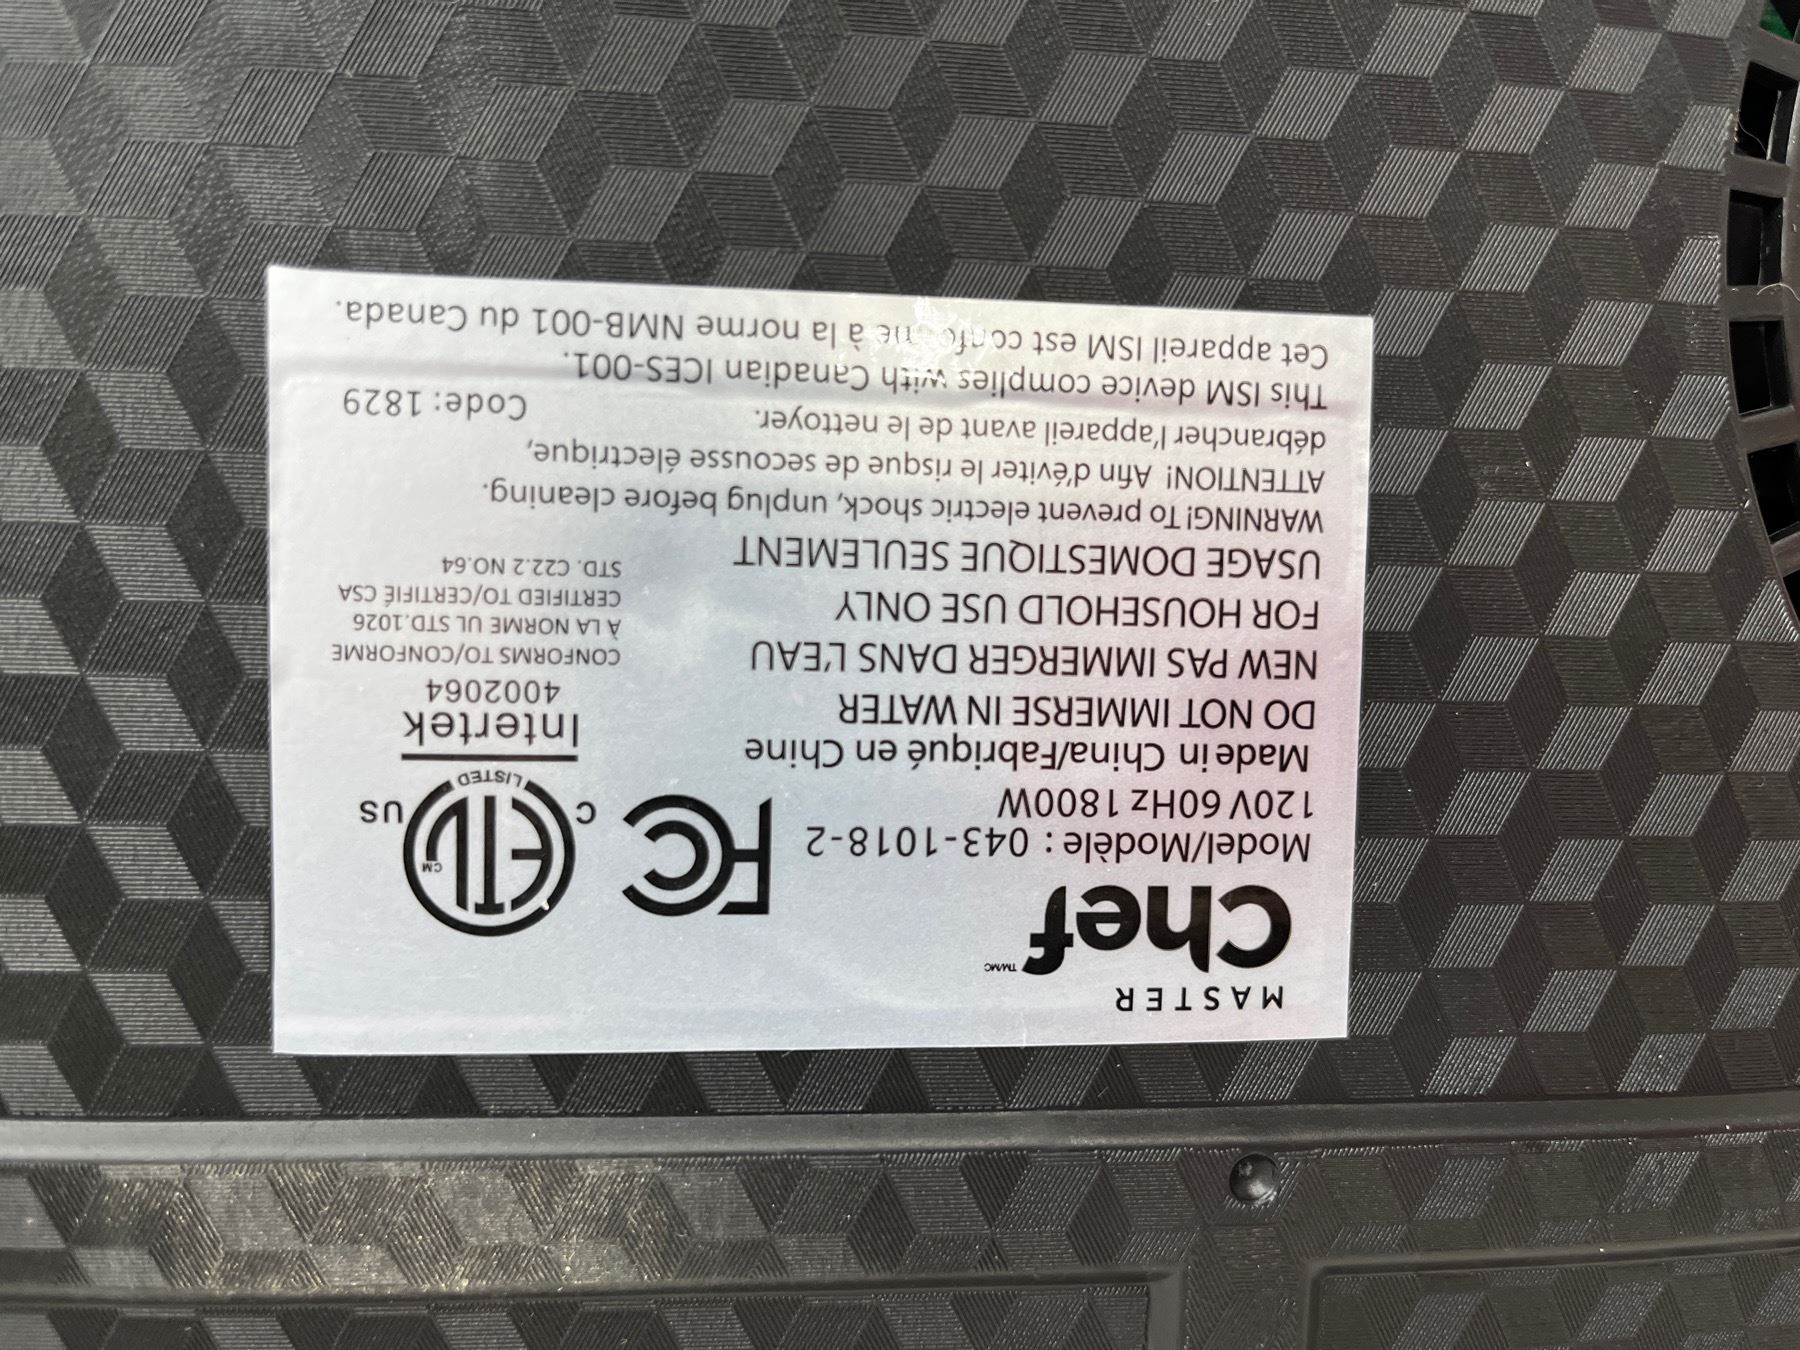 MASTER
Chef TM/MC
Model/Modèle : 043-1018-2
120V 60Hz 1800W
Made in China/Fabriqué en Chine
DO NOT IMMERSE IN WATER
NEW PAS IMMERGER DANS L'EAU
FOR HOUSEHOLD USE ONLY
USAGE DOMESTIQUE SEULEMENT
FC
ETL CM
LISTED
C US
Intertek
4002064
CONFORMS TO/CONFORME
À LA NORME UL STD.1026
CERTIFIED TO/CERTIFIÉ CSA
STD. C22.2 NO.64
WARNING! To prevent electric shock, unplug before cleaning.
ATTENTION! Afin d'éviter le risque de secousse électrique,
débrancher l'appareil avant de le nettoyer.
Code: 1829
This ISM device complies with Canadian ICES-001.
Cet appareil ISM est conforme à la norme NMB-001 du Canada.